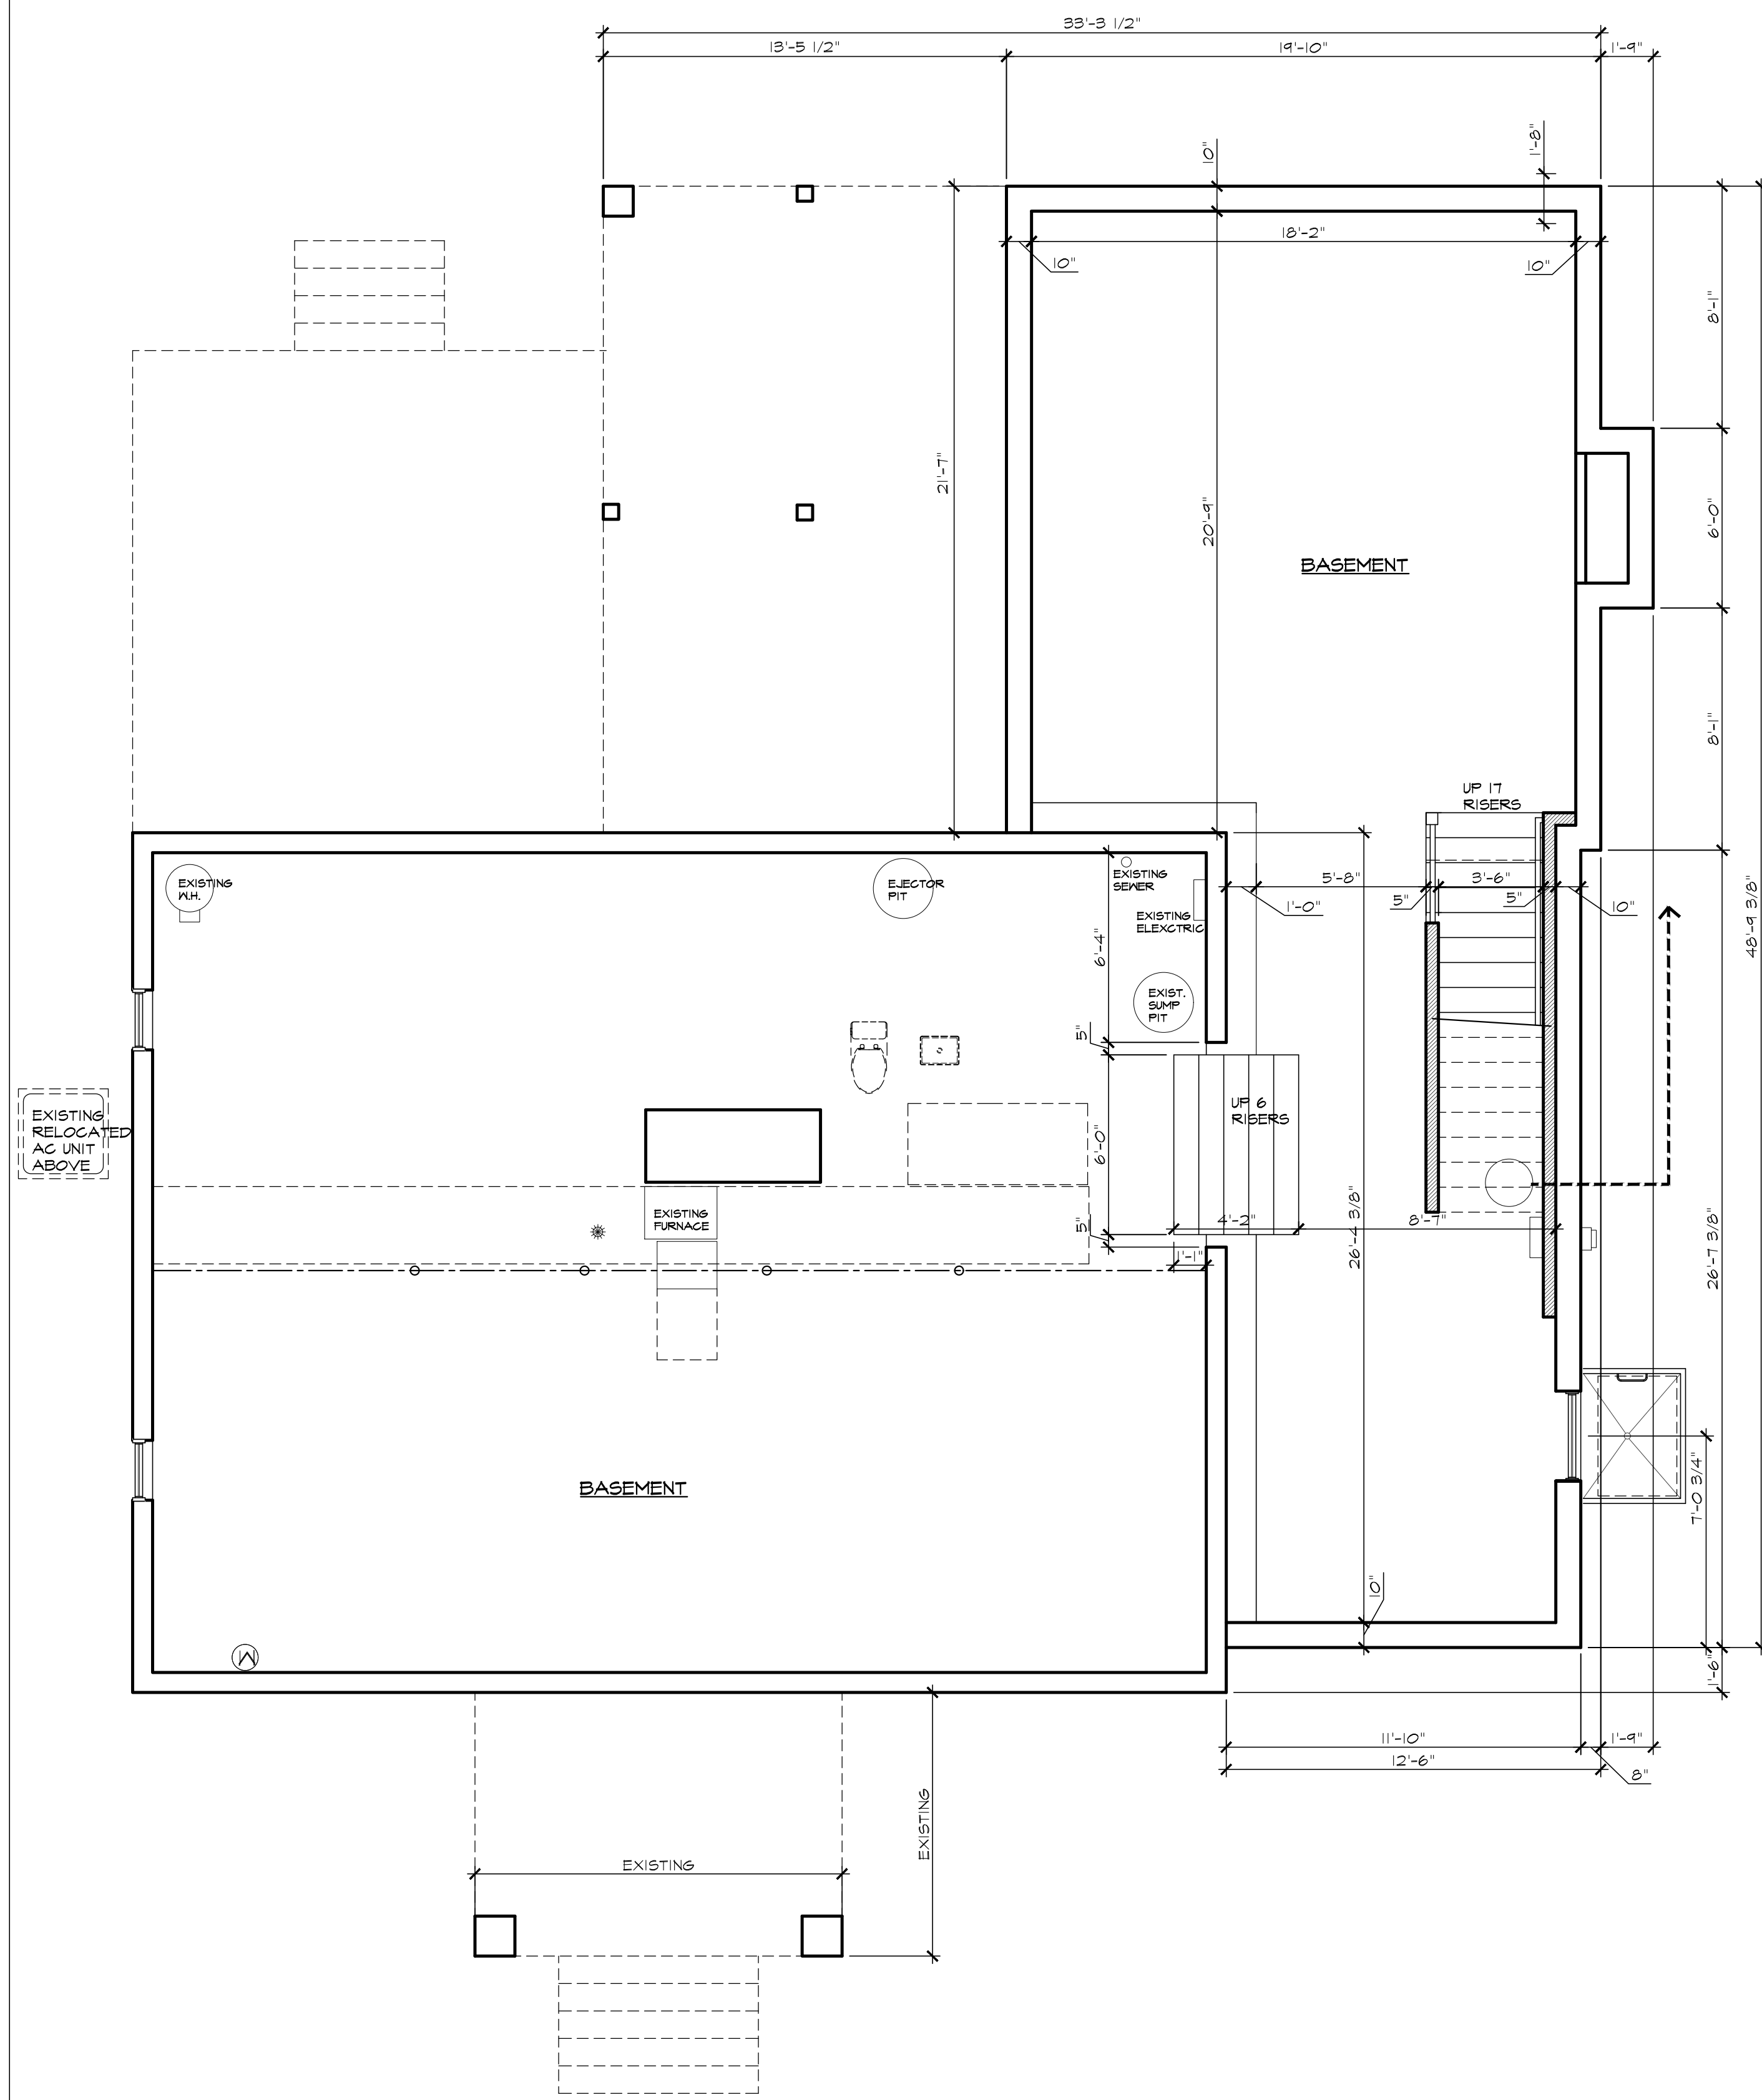 33'-3 1/2"
13'-5 1/2"
19'-10"
1'-9"
10"
1'-8"
18'-2"
10"
10"
8'-1"
21'-7"
20'-9"
6'-0"
BASEMENT
8'-1"
UP 17
RISERS
48'-9 3/8"
EXISTING
W.H.
EJECTOR
PIT
EXISTING
SEWER
EXISTING
ELEXCTRIC
5'-8"
3'-6"
1'-0"
5"
5"
10"
6'-4"
EXIST.
SUMP
PIT
5"
EXISTING
RELOCATED
AC UNIT
ABOVE
UP 6
RISERS
6'-0"
EXISTING
FURNACE
5"
4'-2"
8'-7"
1'-1"
26'-4 3/8"
26'-7 3/8"
BASEMENT
7'-0 3/4"
10"
M
1'-6"
11'-10"
1'-9"
12'-6"
8"
EXISTING
EXISTING